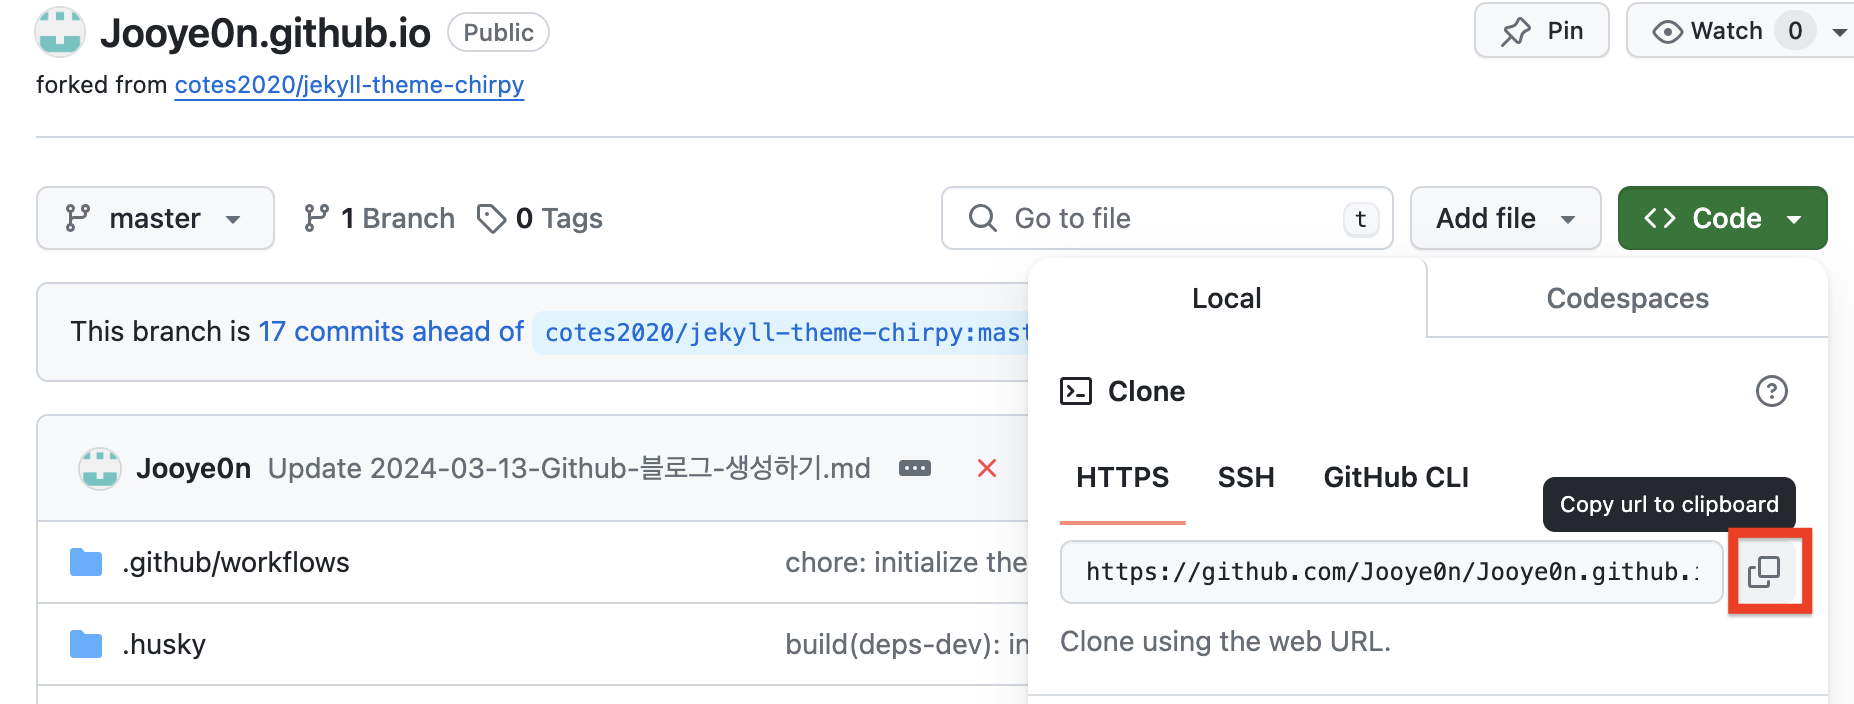 Jooye0n.github.io Public
Pin
Watch 0
forked from cotes2020/jekyll-theme-chirpy
master
1 Branch
0 Tags
Go to file
t
Add file
Code
This branch is 17 commits ahead of cotes2020/jekyll-theme-chirpy:mast
Local
Codespaces
Clone
HTTPS
SSH
GitHub CLI
Copy url to clipboard
https://github.com/Jooye0n/Jooye0n.github.i
Clone using the web URL.
Jooye0n Update 2024-03-13-Github-블로그-생성하기.md
.github/workflows
chore: initialize the
.husky
build(deps-dev): in